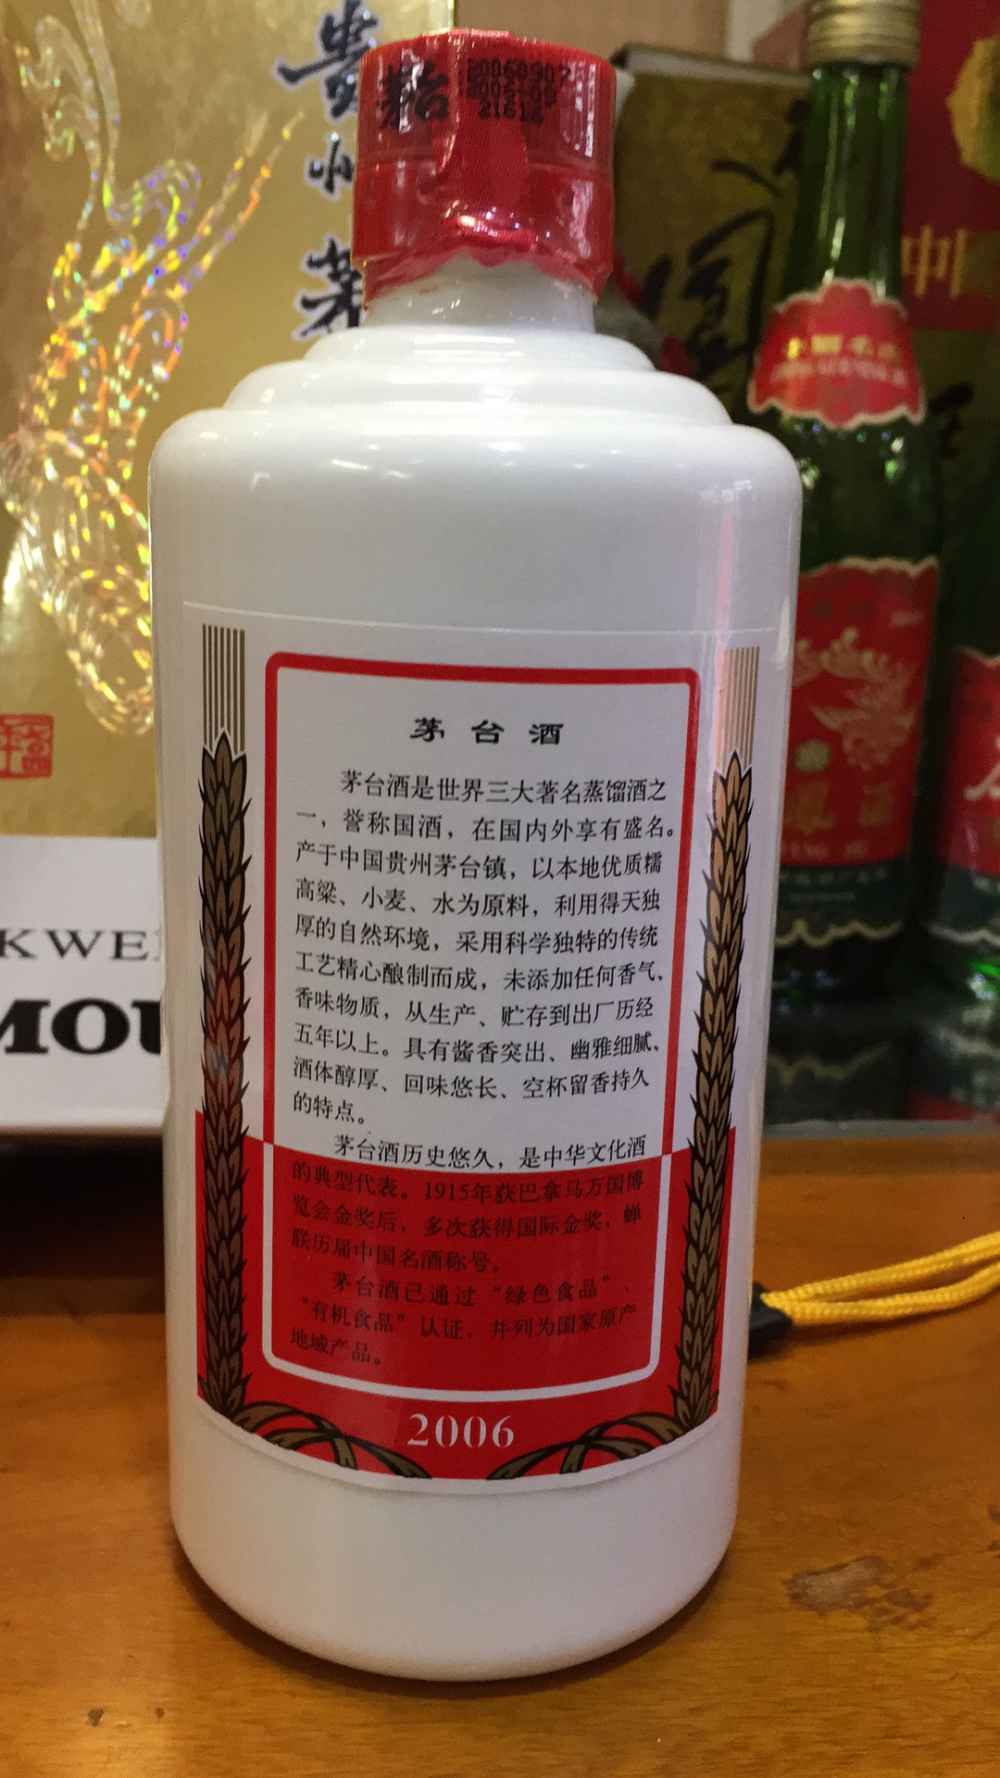 贵
州
茅
茅台
20060907
2005-09
21616
中
茅台酒
茅台酒是世界三大著名蒸馏酒之
一，誉称国酒，在国内外享有盛名。
产于中国贵州茅台镇，以本地优质糯
高粱、小麦、水为原料，利用得天独
厚的自然环境，采用科学独特的传统
工艺精心酿制而成，未添加任何香气、
香味物质，从生产、贮存到出厂历经
五年以上。具有酱香突出、幽雅细腻、
酒体醇厚、回味悠长、空杯留香持久
的特点。
茅台酒历史悠久，是中华文化酒
的典型代表。1915年获巴拿马万国博
览会金奖后，多次获得国际金奖，蝉
联历届中国名酒称号。
茅台酒已通过“绿色食品”、
“有机食品”认证，并列为国家原产
地域产品。
2006
KWEI
MOU